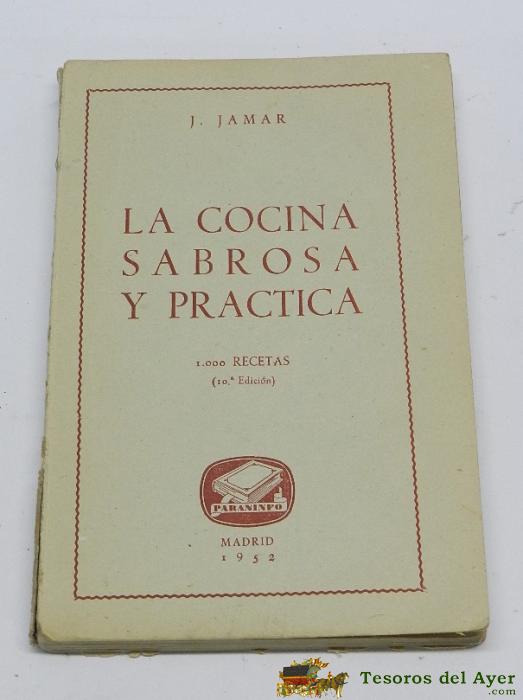 J. JAMAR
LA COCINA
SABROSA
Y PRACTICA
1.000 RECETAS
(10.ª Edición)
PARANINFO
MADRID
1952
Tesoros del Ayer
.com